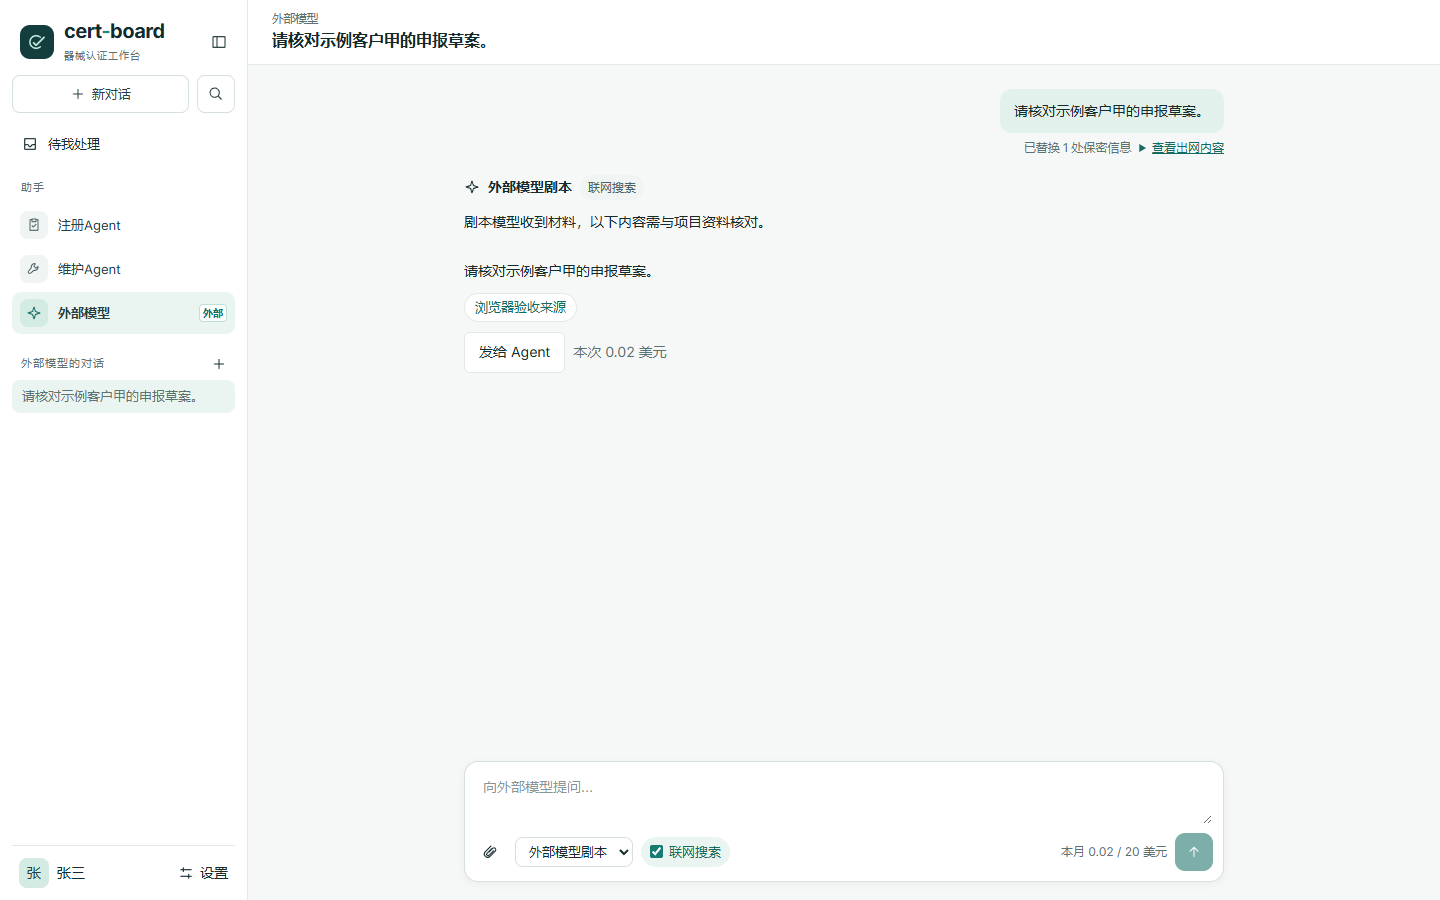 cert-board
器械认证工作台
新对话
待我处理
助手
注册Agent
维护Agent
外部模型 外部
外部模型的对话
请核对示例客户甲的申报草案。
张 张三 设置
外部模型
请核对示例客户甲的申报草案。
请核对示例客户甲的申报草案。
已替换 1 处保密信息 ▶ 查看出网内容
外部模型剧本 联网搜索
剧本模型收到材料，以下内容需与项目资料核对。
请核对示例客户甲的申报草案。
浏览器验收来源
发给 Agent 本次 0.02 美元
向外部模型提问...
外部模型剧本 联网搜索 本月 0.02 / 20 美元